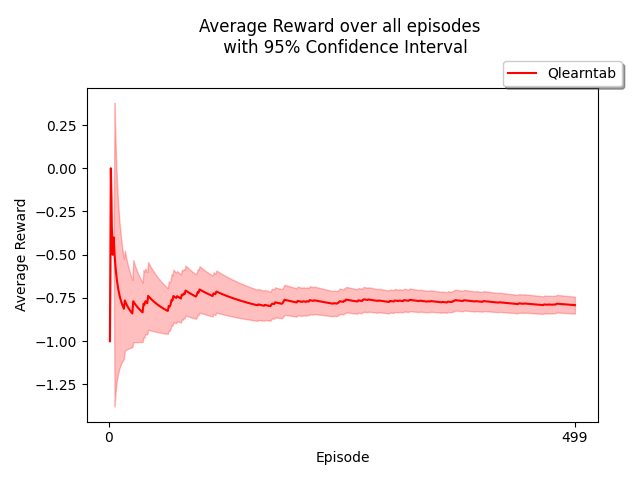 Average Reward over all episodes
with 95% Confidence Interval
Qlearntab
0.25
0.00
−0.25
−0.50
−0.75
−1.00
−1.25
Average Reward
0
499
Episode